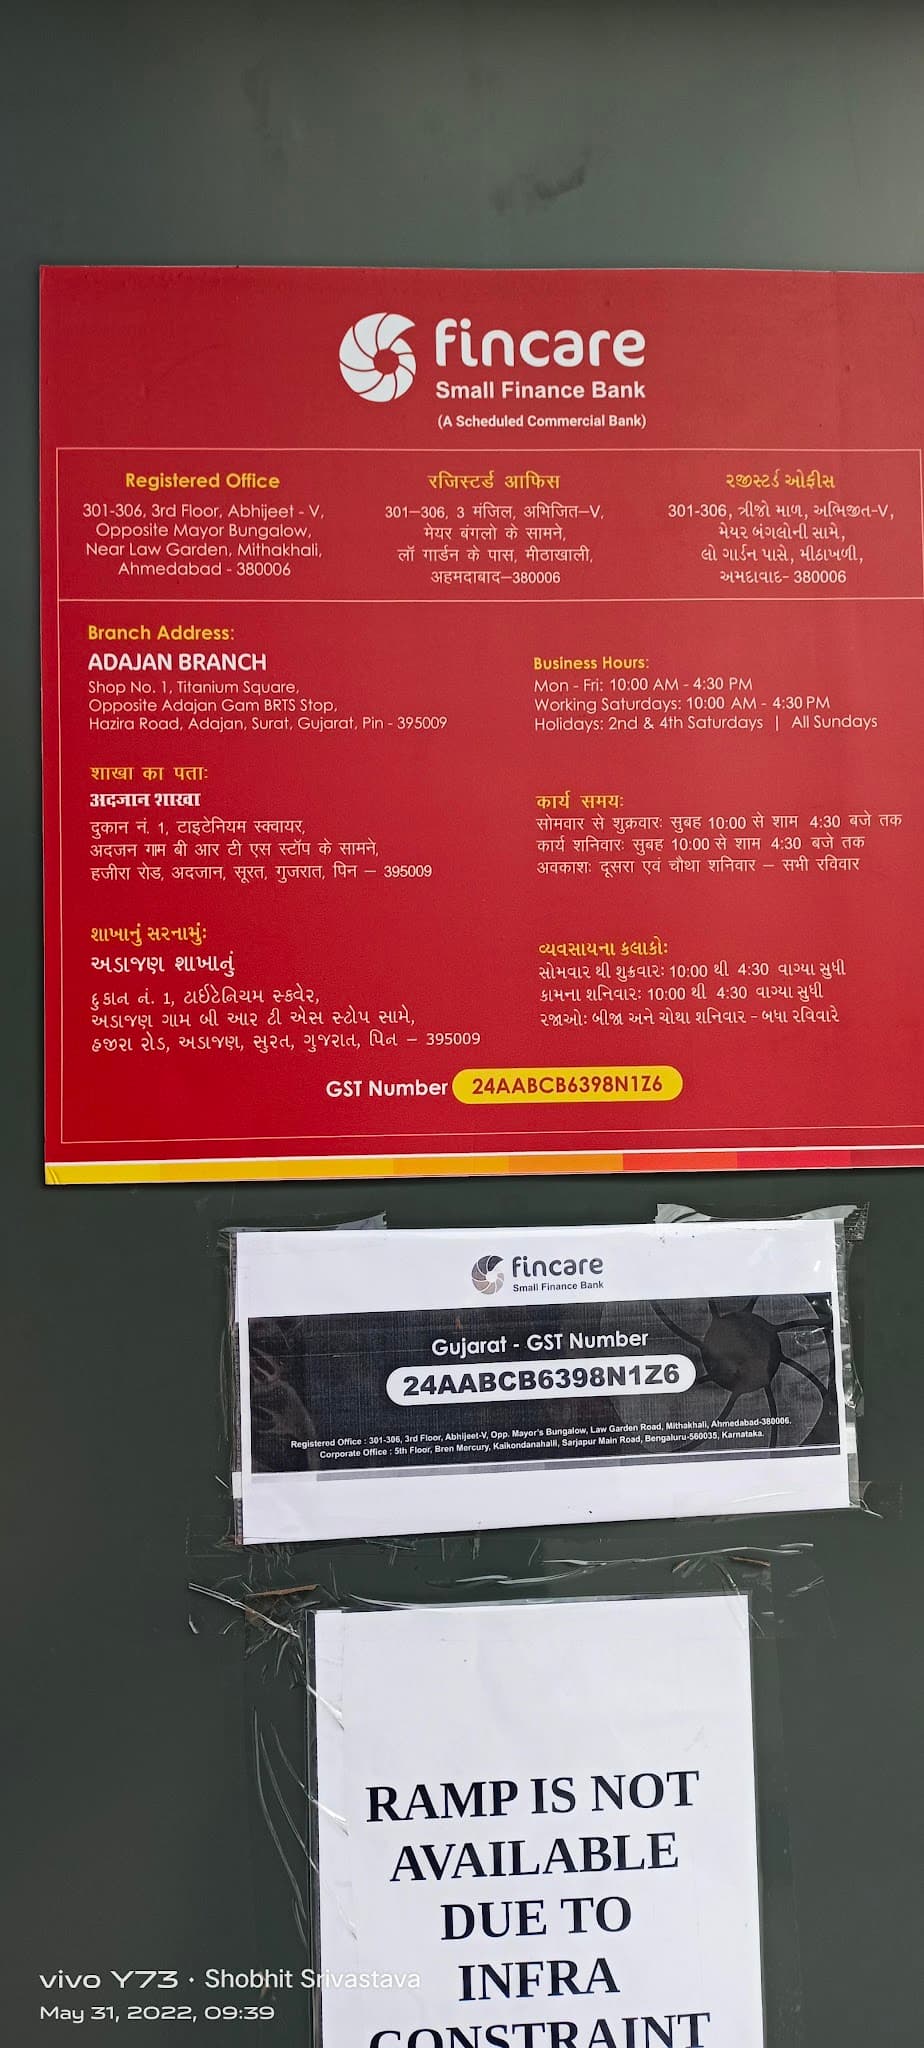 fincare
Small Finance Bank
(A Scheduled Commercial Bank)
Registered Office
301-306, 3rd Floor, Abhijeet - V,
Opposite Mayor Bungalow,
Near Law Garden, Mithakhali,
Ahmedabad - 380006
रजिस्टर्ड आफिस
301–306, 3 मंजिल, अभिजित–V,
मेयर बंगलो के सामने,
लॉ गार्डन के पास, मीठाखाली,
अहमदाबाद–380006
રજીસ્ટર્ડ ઓફીસ
301-306, ત્રીજો માળ, અભિજીત-V,
મેયર બંગલોની સામે,
લો ગાર્ડન પાસે, મીઠાખળી,
અમદાવાદ- 380006
Branch Address:
ADAJAN BRANCH
Shop No. 1, Titanium Square,
Opposite Adajan Gam BRTS Stop,
Hazira Road, Adajan, Surat, Gujarat, Pin - 395009
Business Hours:
Mon - Fri: 10:00 AM - 4:30 PM
Working Saturdays: 10:00 AM - 4:30 PM
Holidays: 2nd & 4th Saturdays | All Sundays
शाखा का पता:
अदजान शाखा
दुकान नं. 1, टाइटेनियम स्क्वायर,
अदजन गाम बी आर टी एस स्टॉप के सामने,
हजीरा रोड, अदजान, सूरत, गुजरात, पिन – 395009
कार्य समय:
सोमवार से शुक्रवार: सुबह 10:00 से शाम 4:30 बजे तक
कार्य शनिवार: सुबह 10:00 से शाम 4:30 बजे तक
अवकाश: दूसरा एवं चौथा शनिवार – सभी रविवार
શાખાનું સરનામું:
અડાજણ શાખાનું
દુકાન નં. 1, ટાઈટેનિયમ સ્કવેર,
અડાજણ ગામ બી આર ટી એસ સ્ટોપ સામે,
હજીરા રોડ, અડાજણ, સુરત, ગુજરાત, પિન – 395009
વ્યવસાયના કલાકો:
સોમવાર થી શુક્રવાર: 10:00 થી 4:30 વાગ્યા સુધી
કામના શનિવાર: 10:00 થી 4:30 વાગ્યા સુધી
રજાઓ: બીજા અને ચોથા શનિવાર - બધા રવિવારે
GST Number 24AABCB6398N1Z6
fincare
Small Finance Bank
Gujarat - GST Number
24AABCB6398N1Z6
Registered Office : 301-306, 3rd Floor, Abhijeet-V, Opp. Mayor's Bungalow, Law Garden Road, Mithakhali, Ahmedabad-380006.
Corporate Office : 5th Floor, Bren Mercury, Kaikondanahalli, Sarjapur Main Road, Bengaluru-560035, Karnataka.
RAMP IS NOT
AVAILABLE
DUE TO
INFRA
CONSTRAINT
vivo Y73 · Shobhit Srivastava
May 31, 2022, 09:39